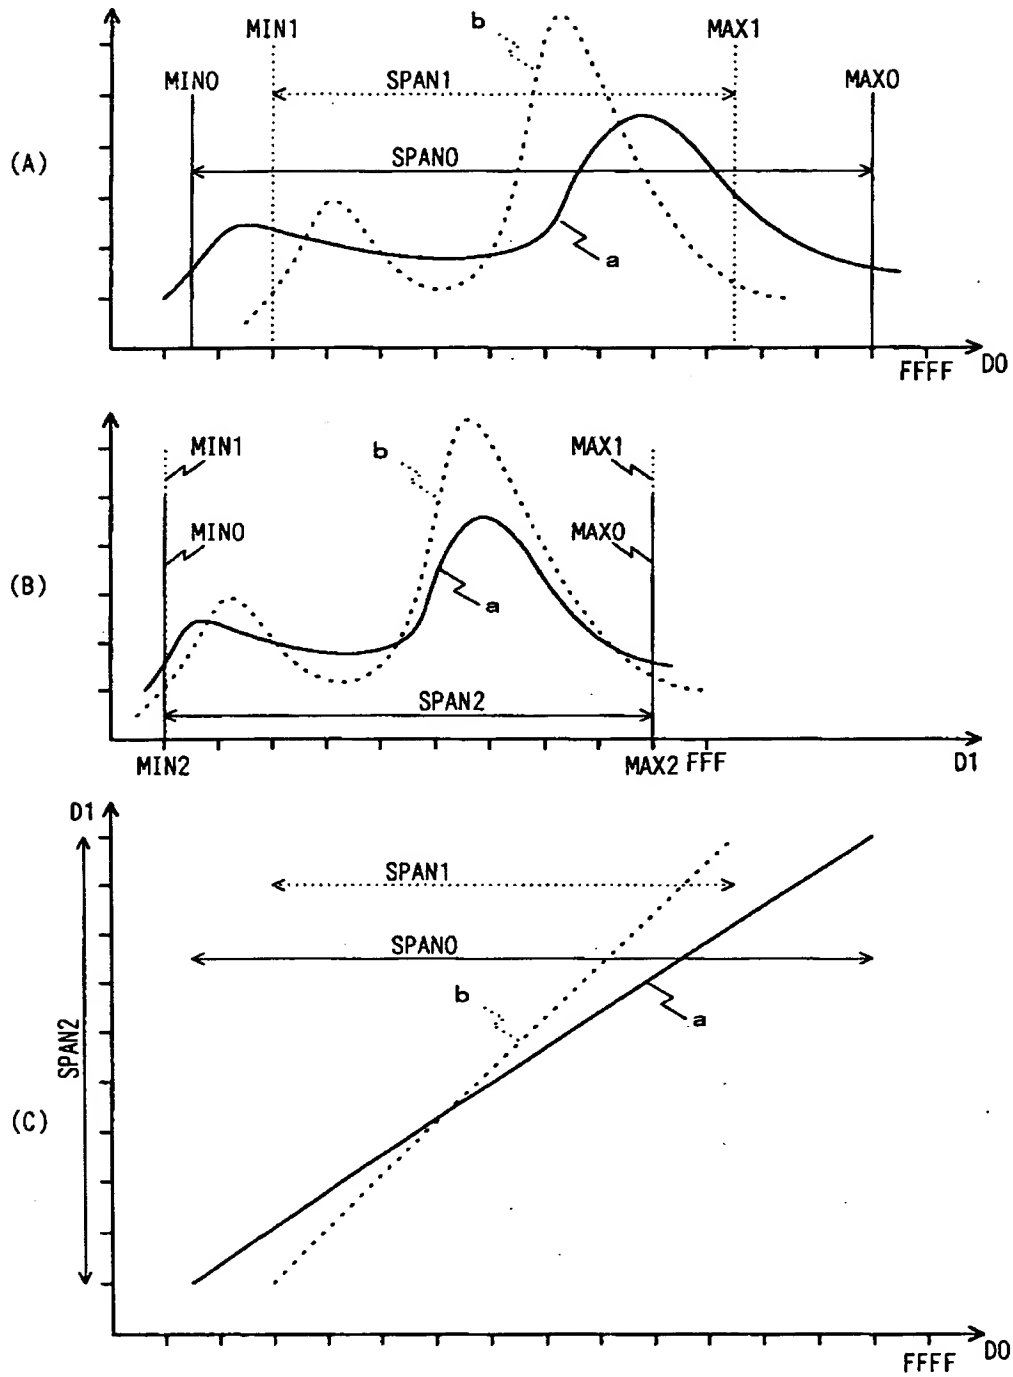 (A)
MIN0
MIN1
b
MAX1
MAX0
SPAN1
SPAN0
a
FFFF
D0
(B)
MIN1
b
MAX1
MIN0
MAX0
a
SPAN2
MIN2
MAX2
FFF
D1
(C)
D1
SPAN1
SPAN0
b
a
SPAN2
FFFF
D0